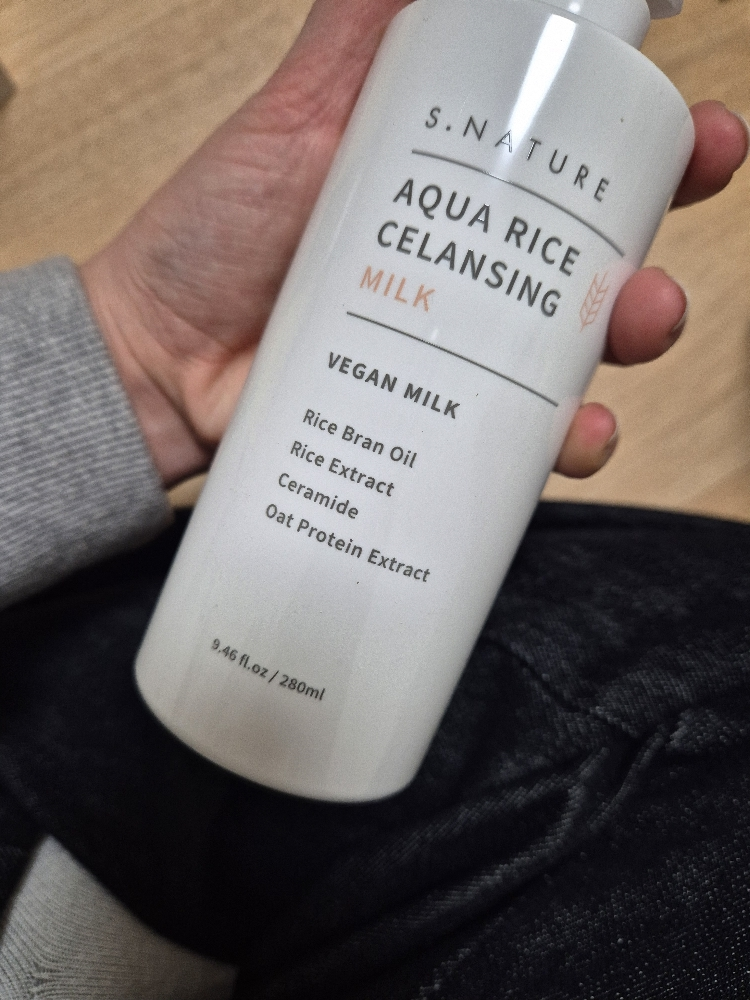 S.NATURE
AQUA RICE
CELANSING
MILK
VEGAN MILK
Rice Bran Oil
Rice Extract
Ceramide
Oat Protein Extract
9.46 fl.oz / 280ml